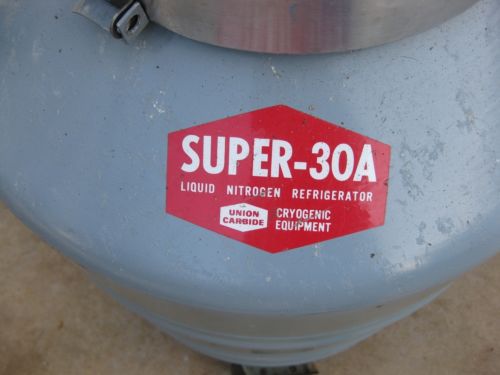 SUPER-30A
LIQUID NITROGEN REFRIGERATOR
UNION
CARBIDE
CRYOGENIC
EQUIPMENT